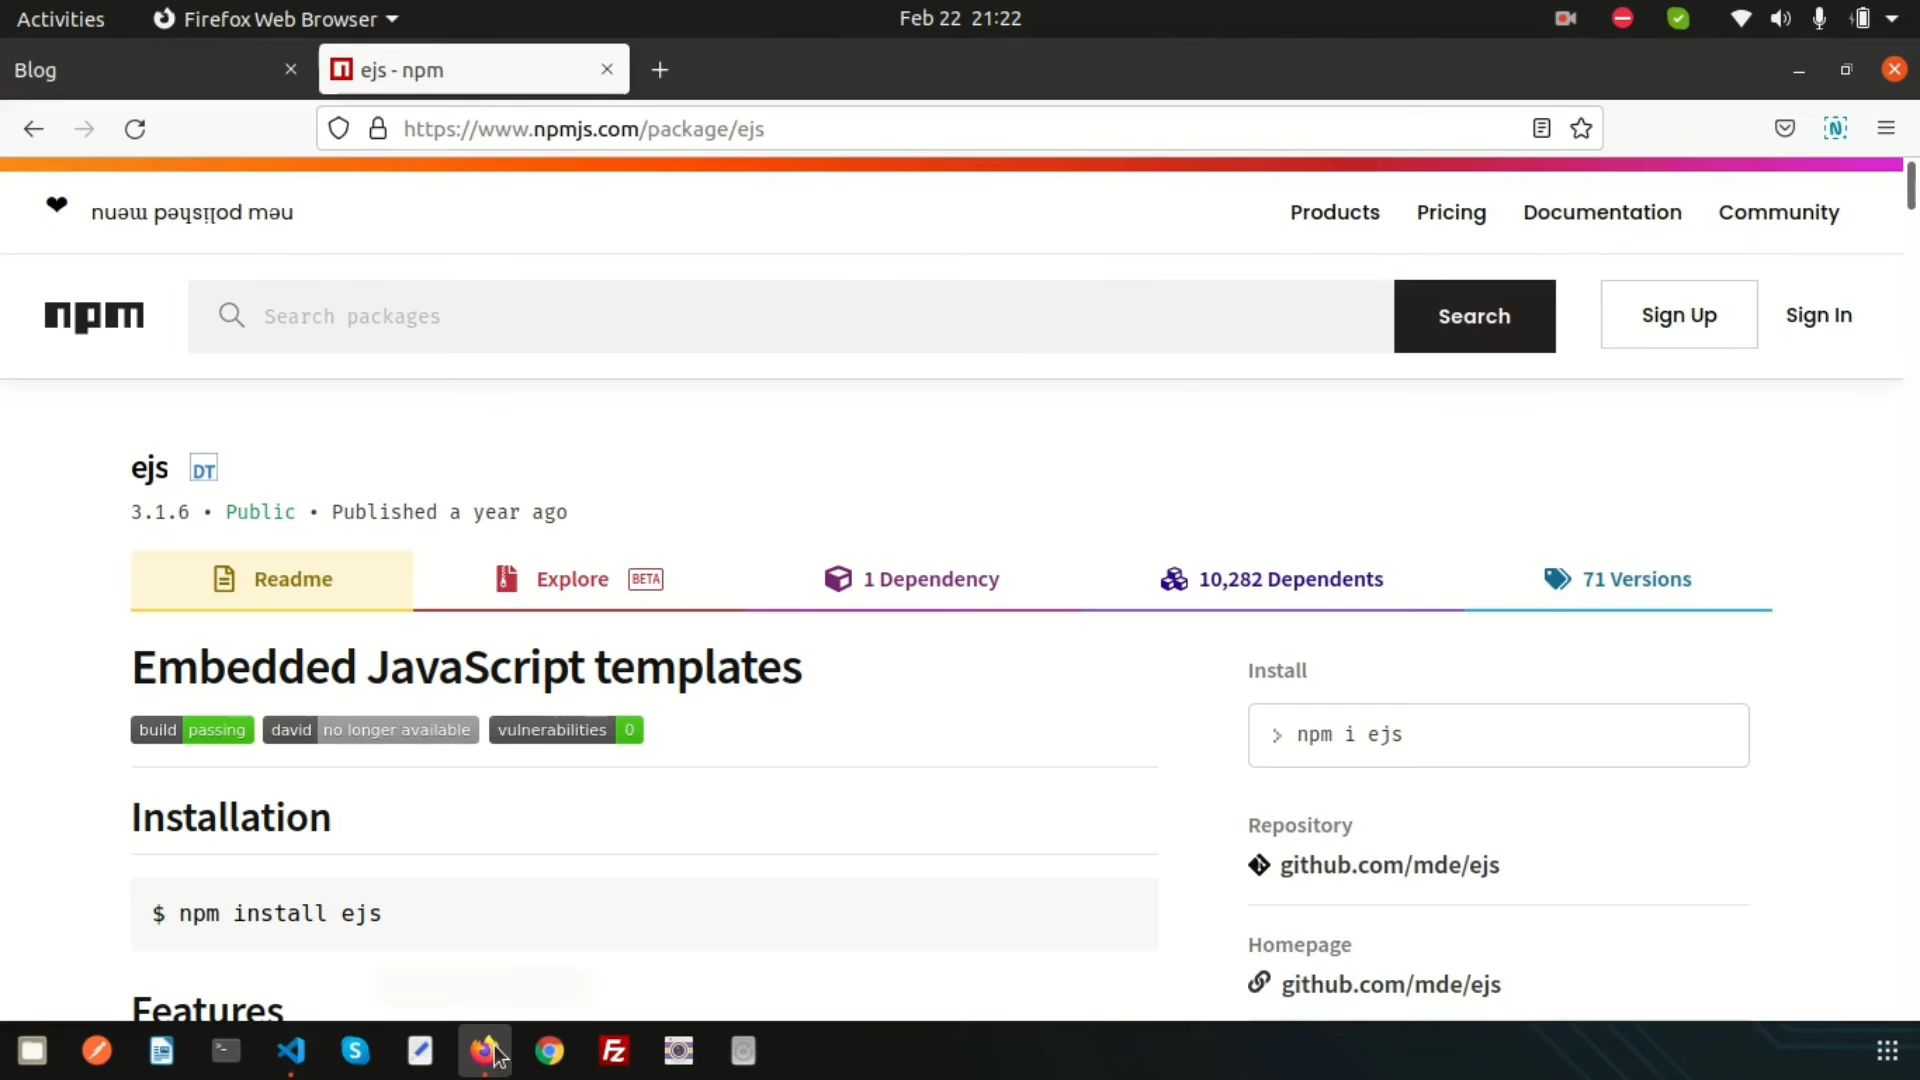 Activities Firefox Web Browser Feb 22 21:22
Blog ejs - npm
https://www.npmjs.com/package/ejs
nuǝɯ pǝɥsᴉʅod ɯǝu Products Pricing Documentation Community
npm Search packages Search Sign Up Sign In
ejs DT
3.1.6 • Public • Published a year ago
Readme Explore BETA 1 Dependency 10,282 Dependents 71 Versions
Embedded JavaScript templates
build passing david no longer available vulnerabilities 0
Install
> npm i ejs
Installation
Repository
github.com/mde/ejs
$ npm install ejs
Homepage
github.com/mde/ejs
Features